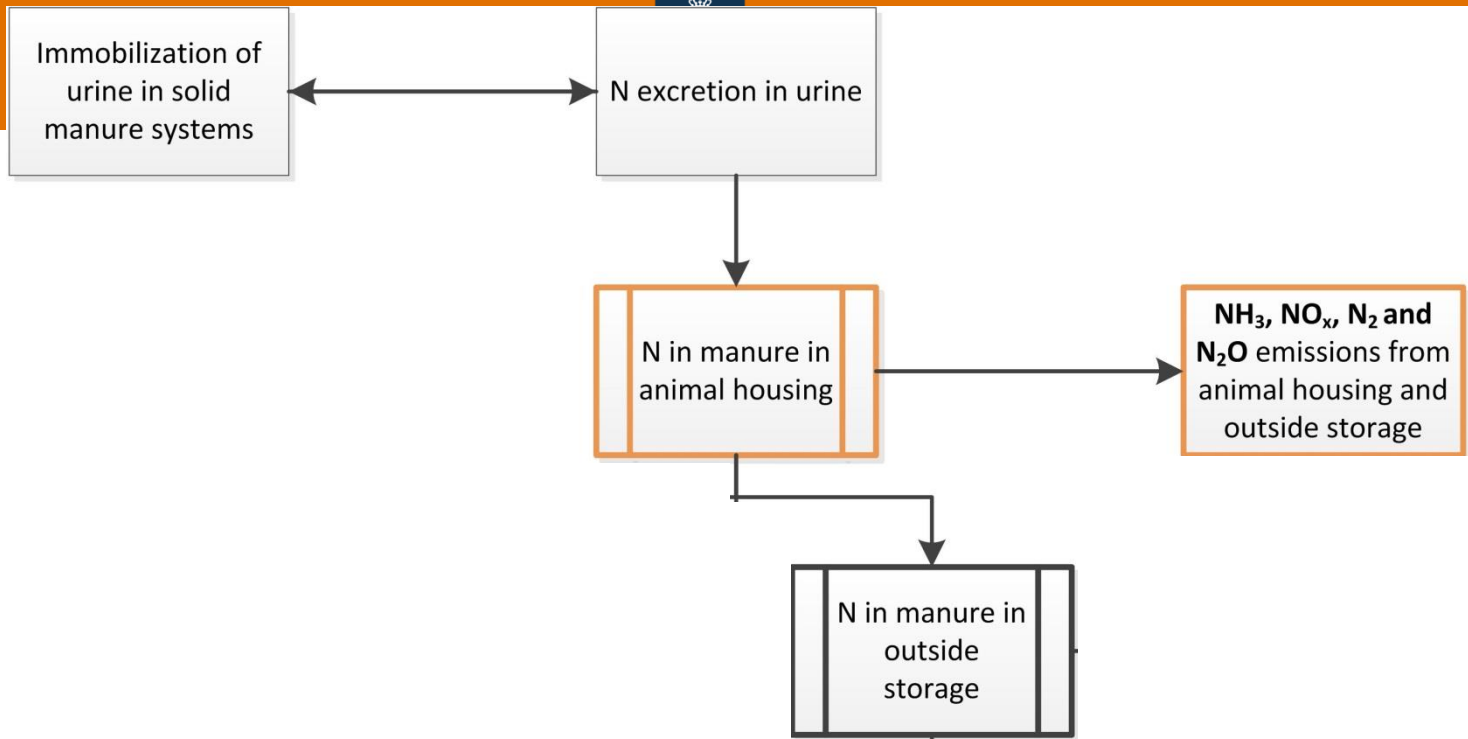 Immobilization of
urine in solid
manure systems
N excretion in urine
N in manure in
animal housing
NH₃, NOₓ, N₂ and
N₂O emissions from
animal housing and
outside storage
N in manure in
outside
storage